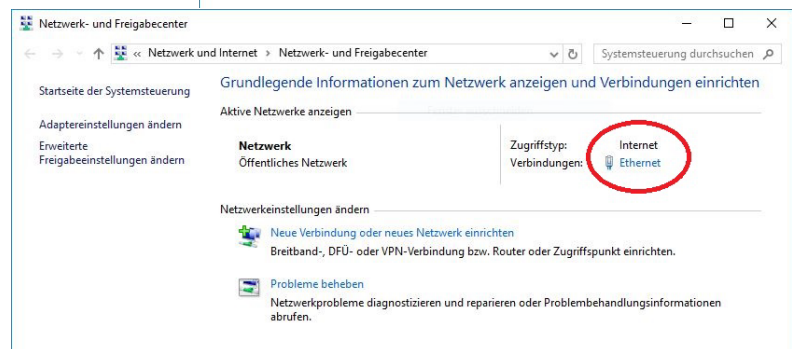 Netzwerk- und Freigabecenter
« Netzwerk und Internet › Netzwerk- und Freigabecenter
Systemsteuerung durchsuchen
Startseite der Systemsteuerung
Adaptereinstellungen ändern
Erweiterte
Freigabeeinstellungen ändern
Grundlegende Informationen zum Netzwerk anzeigen und Verbindungen einrichten
Aktive Netzwerke anzeigen
Netzwerk
Öffentliches Netzwerk
Zugriffstyp: Internet
Verbindungen: Ethernet
Netzwerkeinstellungen ändern
Neue Verbindung oder neues Netzwerk einrichten
Breitband-, DFÜ- oder VPN-Verbindung bzw. Router oder Zugriffspunkt einrichten.
Probleme beheben
Netzwerkprobleme diagnostizieren und reparieren oder Problembehandlungsinformationen
abrufen.